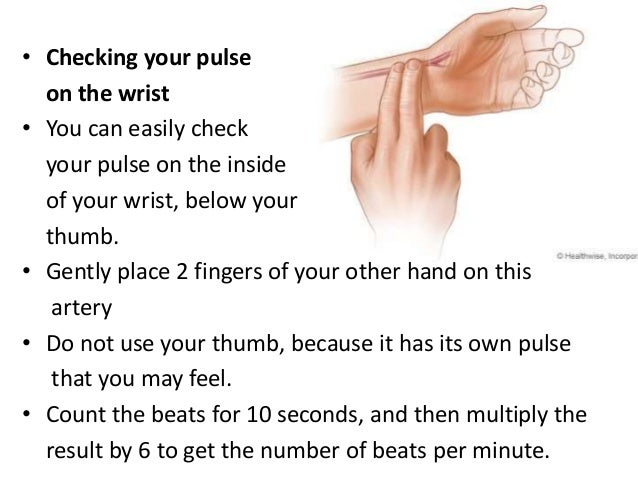 • Checking your pulse
on the wrist
• You can easily check
your pulse on the inside
of your wrist, below your
thumb.
© Healthwise, Incorpor
• Gently place 2 fingers of your other hand on this
artery
• Do not use your thumb, because it has its own pulse
that you may feel.
• Count the beats for 10 seconds, and then multiply the
result by 6 to get the number of beats per minute.